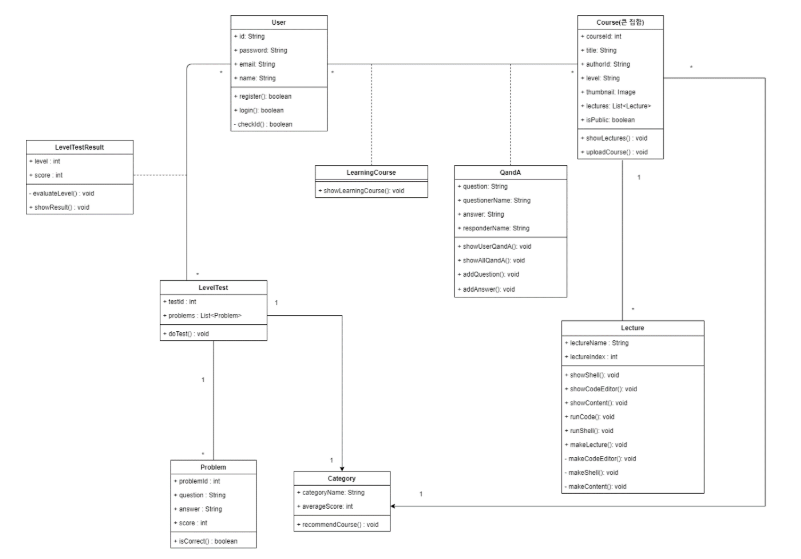 User
+ id: String
+ password: String
+ email: String
+ name: String
+ register(): boolean
+ login(): boolean
- checkId() : boolean
Course(큰 집합)
+ courseId: int
+ title: String
+ authorId: String
+ level: String
+ thumbnail: Image
+ lectures: List<Lecture>
+ isPublic: boolean
+ showLectures() : void
+ uploadCourse() : void
*
*
*
*
LevelTestResult
+ level : int
+ score : int
- evaluateLevel() : void
+ showResult() : void
LearningCourse
+ showLearningCourse(): void
QandA
+ question: String
+ questionerName: String
+ answer: String
+ responderName: String
+ showUserQandA(): void
+ showAllQandA(): void
+ addQuestion(): void
+ addAnswer(): void
1
*
LevelTest
+ testId : int
+ problems : List<Problem>
+ doTest() : void
1
*
Lecture
+ lectureName : String
+ lectureIndex : int
+ showShell(): void
+ showCodeEditor(): void
+ showContent(): void
+ runCode(): void
+ runShell(): void
+ makeLecture(): void
- makeCodeEditor(): void
- makeShell(): void
- makeContent(): void
1
*
1
Problem
+ problemId : int
+ question : String
+ answer : String
+ score : int
+ isCorrect() : boolean
Category
+ categoryName: String
+ averageScore: int
+ recommendCourse() : void
1